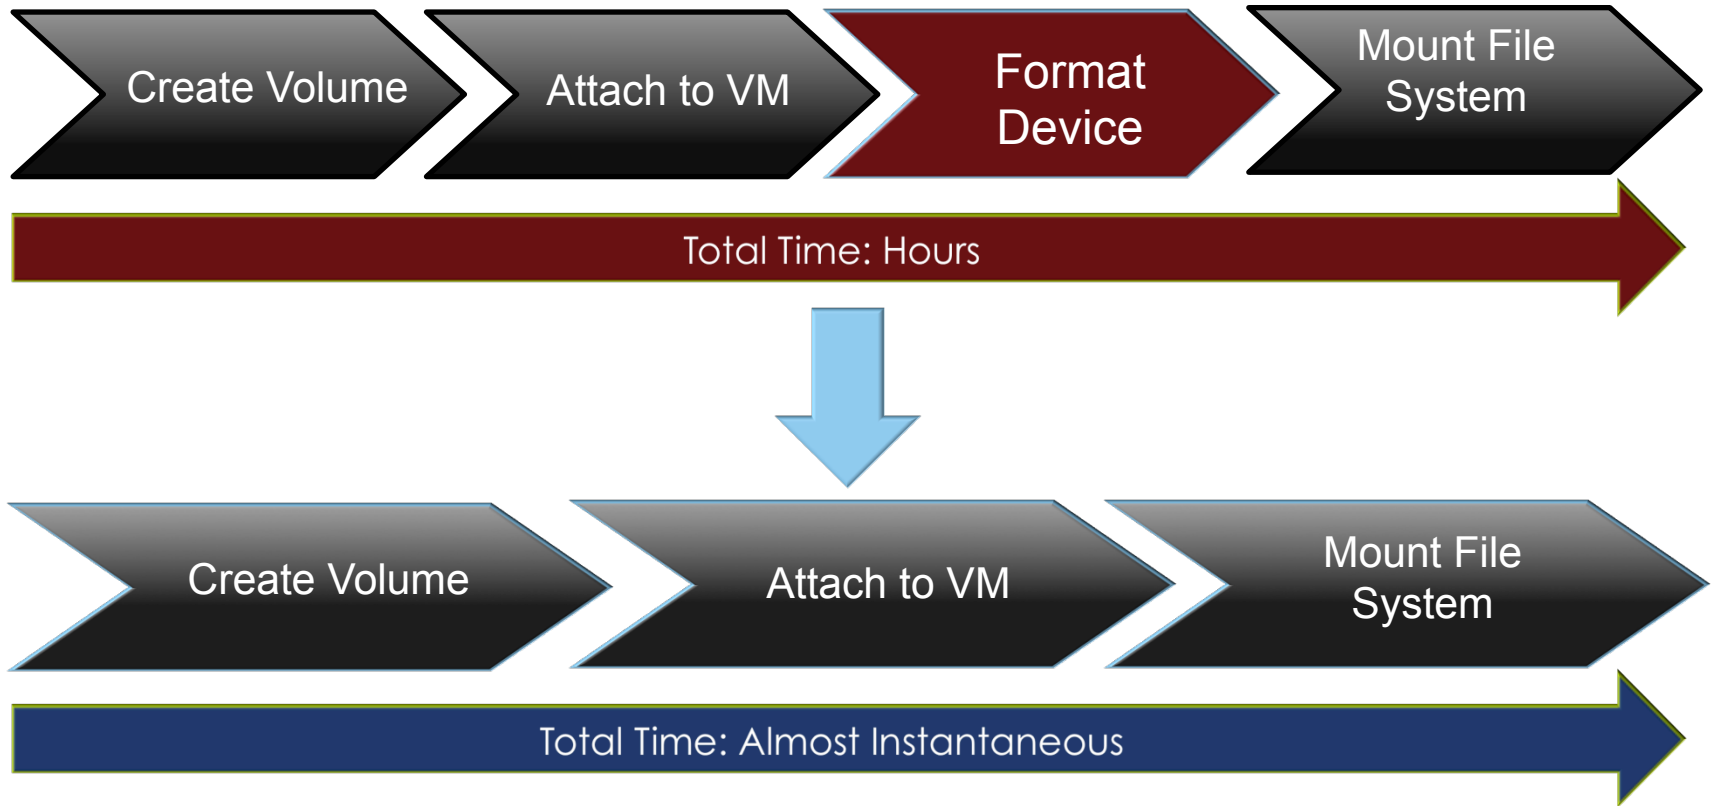 Create Volume
Attach to VM
Format
Device
Mount File
System
Total Time: Hours
Create Volume
Attach to VM
Mount File
System
Total Time: Almost Instantaneous